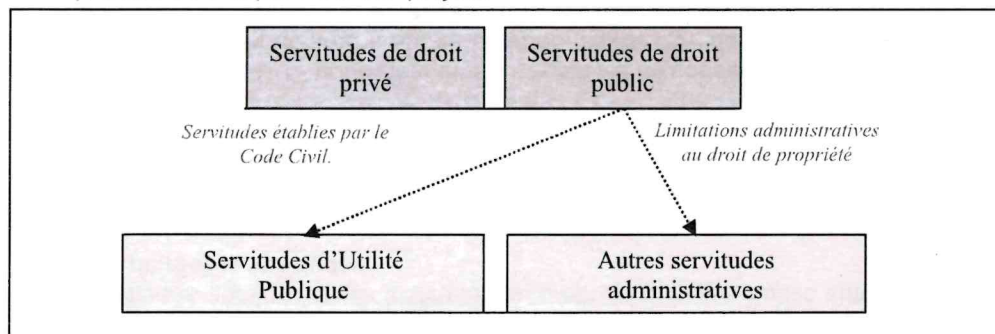 Servitudes de droit
privé
Servitudes de droit
public
Servitudes établies par le
Code Civil.
Limitations administratives
au droit de propriété
Servitudes d'Utilité
Publique
Autres servitudes
administratives